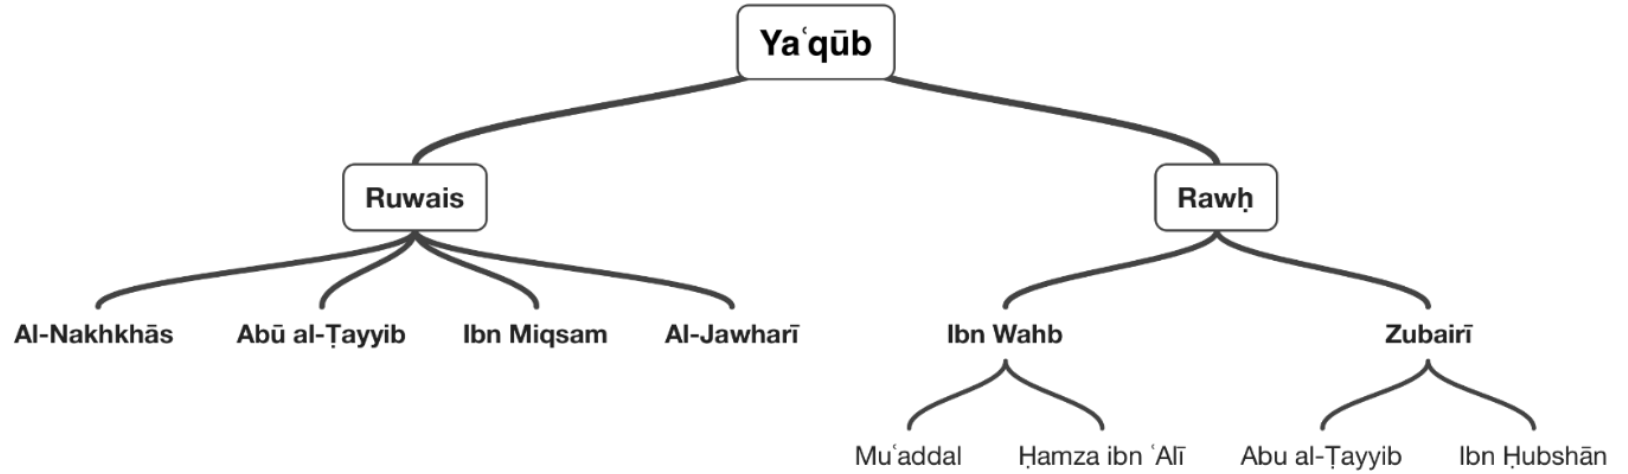 Yaʿqūb
Ruwais
Rawḥ
Al-Nakhkhās
Abū al-Ṭayyib
Ibn Miqsam
Al-Jawharī
Ibn Wahb
Zubairī
Muʿaddal
Ḥamza ibn ʿAlī
Abu al-Ṭayyib
Ibn Ḥubshān